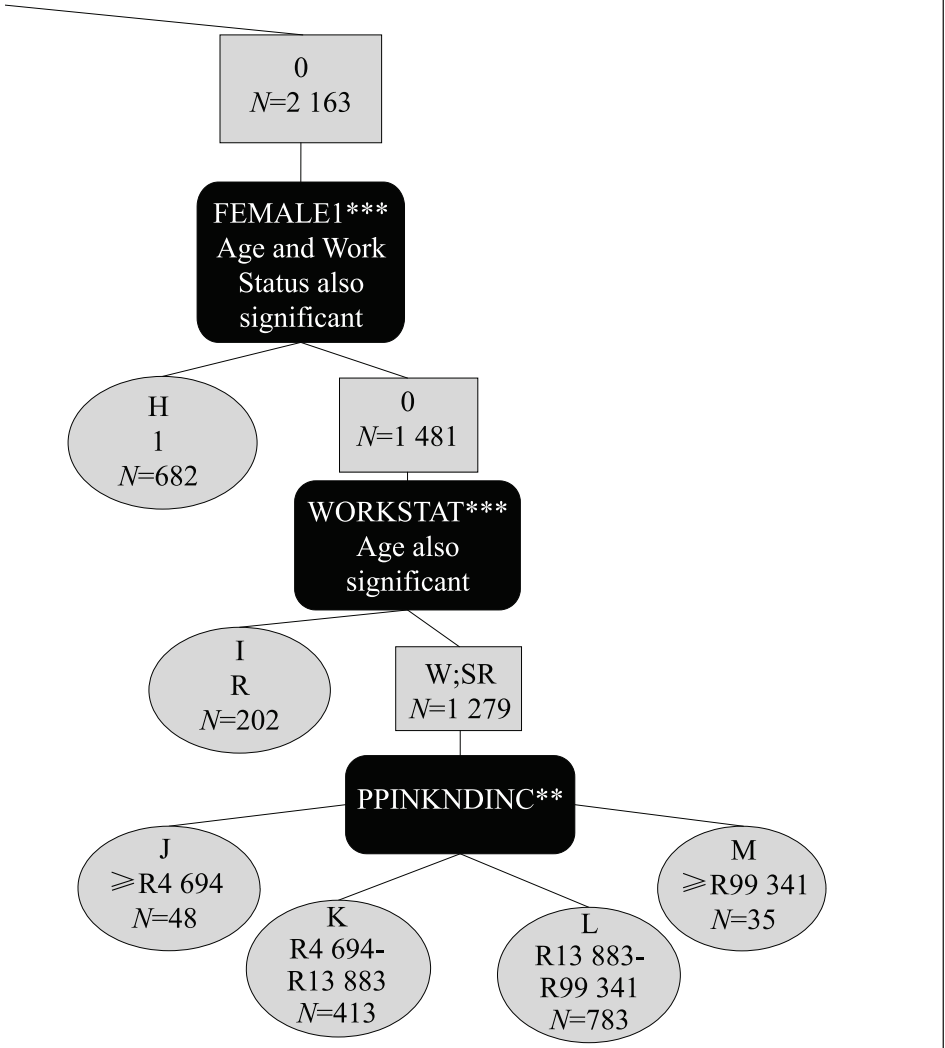 0
N=2 163
FEMALE1***
Age and Work
Status also
significant
H
1
N=682
0
N=1 481
WORKSTAT***
Age also
significant
I
R
N=202
W;SR
N=1 279
PPINKNDINC**
J
⩾R4 694
N=48
K
R4 694-
R13 883
N=413
L
R13 883-
R99 341
N=783
M
⩾R99 341
N=35